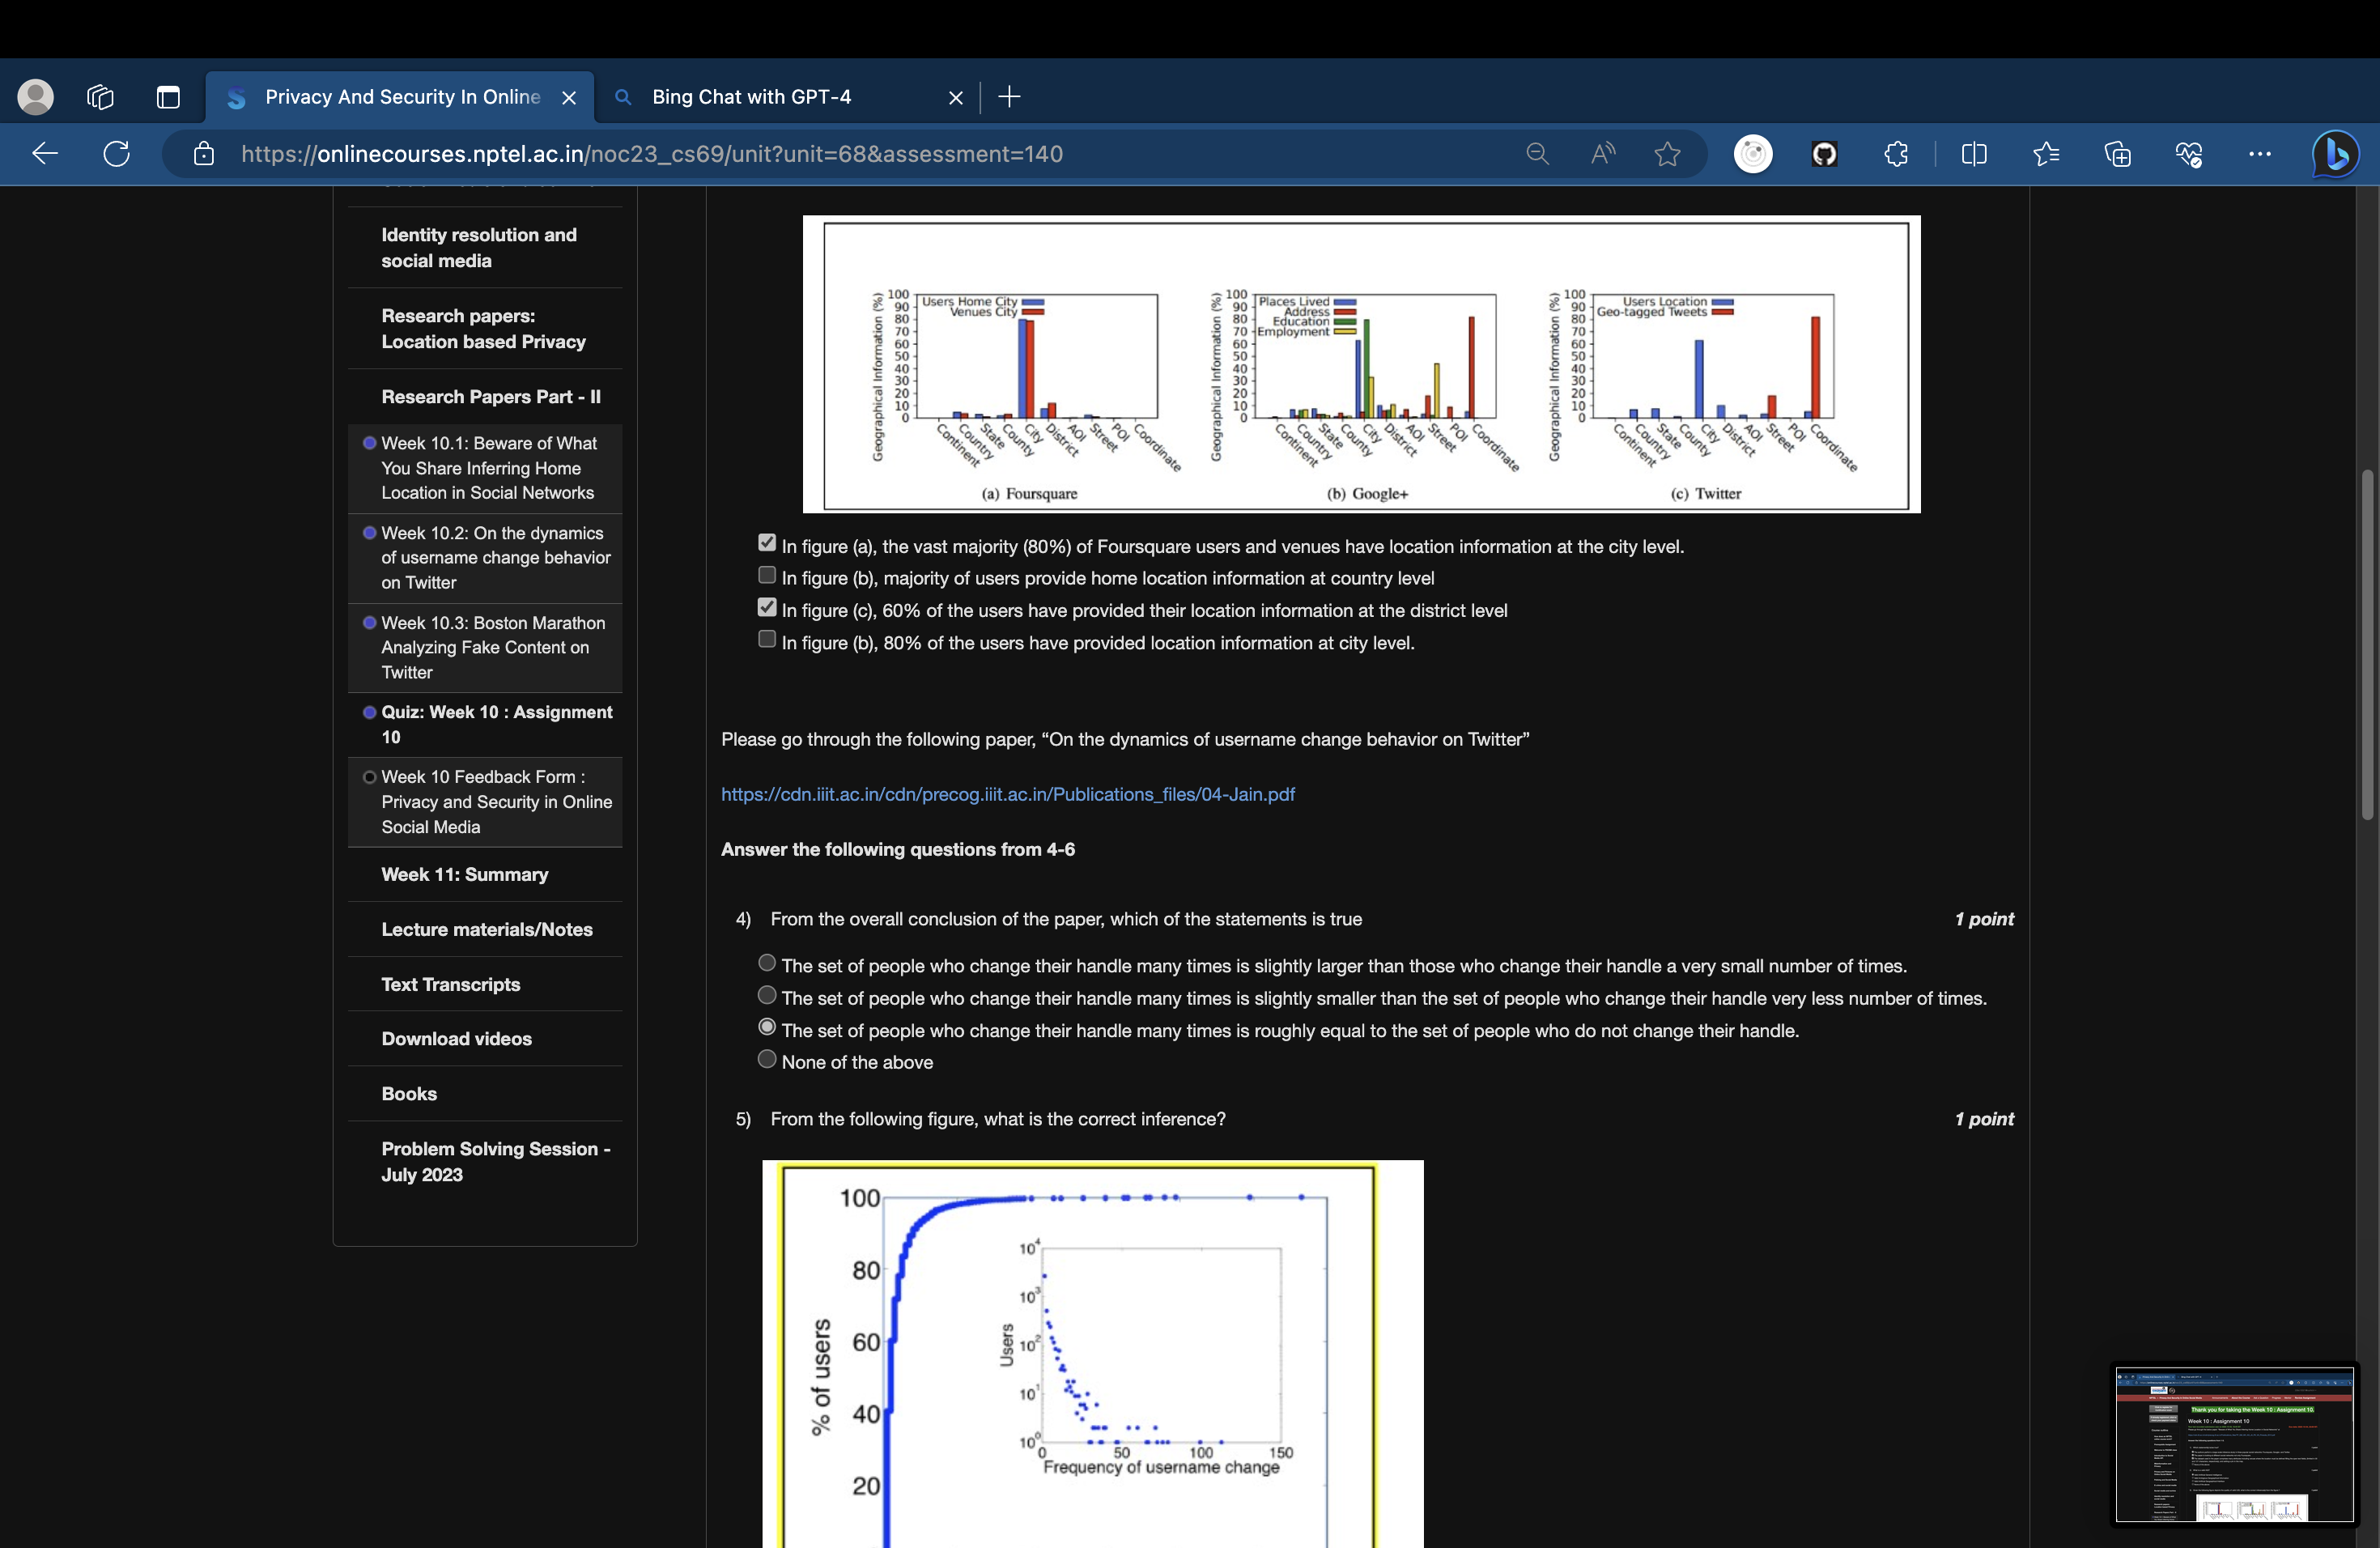 Privacy And Security In Online
Bing Chat with GPT-4
https://onlinecourses.nptel.ac.in/noc23_cs69/unit?unit=68&assessment=140
Identity resolution and
social media
Research papers:
Location based Privacy
Research Papers Part - II
Week 10.1: Beware of What
You Share Inferring Home
Location in Social Networks
Week 10.2: On the dynamics
of username change behavior
on Twitter
Week 10.3: Boston Marathon
Analyzing Fake Content on
Twitter
Quiz: Week 10 : Assignment
10
Week 10 Feedback Form :
Privacy and Security in Online
Social Media
Week 11: Summary
Lecture materials/Notes
Text Transcripts
Download videos
Books
Problem Solving Session -
July 2023
Geographical Information (%)
100
90
80
70
60
50
40
30
20
10
0
Users Home City
Venues City
Continent
Country
State
County
City
District
AOI
Street
POI
Coordinate
(a) Foursquare
Geographical Information (%)
100
90
80
70
60
50
40
30
20
10
0
Places Lived
Address
Education
Employment
Continent
Country
State
County
City
District
AOI
Street
POI
Coordinate
(b) Google+
Geographical Information (%)
100
90
80
70
60
50
40
30
20
10
0
Users Location
Geo-tagged Tweets
Continent
Country
State
County
City
District
AOI
Street
POI
Coordinate
(c) Twitter
In figure (a), the vast majority (80%) of Foursquare users and venues have location information at the city level.
In figure (b), majority of users provide home location information at country level
In figure (c), 60% of the users have provided their location information at the district level
In figure (b), 80% of the users have provided location information at city level.
Please go through the following paper, “On the dynamics of username change behavior on Twitter”
https://cdn.iiit.ac.in/cdn/precog.iiit.ac.in/Publications_files/04-Jain.pdf
Answer the following questions from 4-6
4) From the overall conclusion of the paper, which of the statements is true 1 point
The set of people who change their handle many times is slightly larger than those who change their handle a very small number of times.
The set of people who change their handle many times is slightly smaller than the set of people who change their handle very less number of times.
The set of people who change their handle many times is roughly equal to the set of people who do not change their handle.
None of the above
5) From the following figure, what is the correct inference? 1 point
% of users
100
80
60
40
20
Users
10^4
10^3
10^2
10^1
10^0
0 50 100 150
Frequency of username change
Thank you for taking the Week 10 : Assignment 10.
Week 10 : Assignment 10